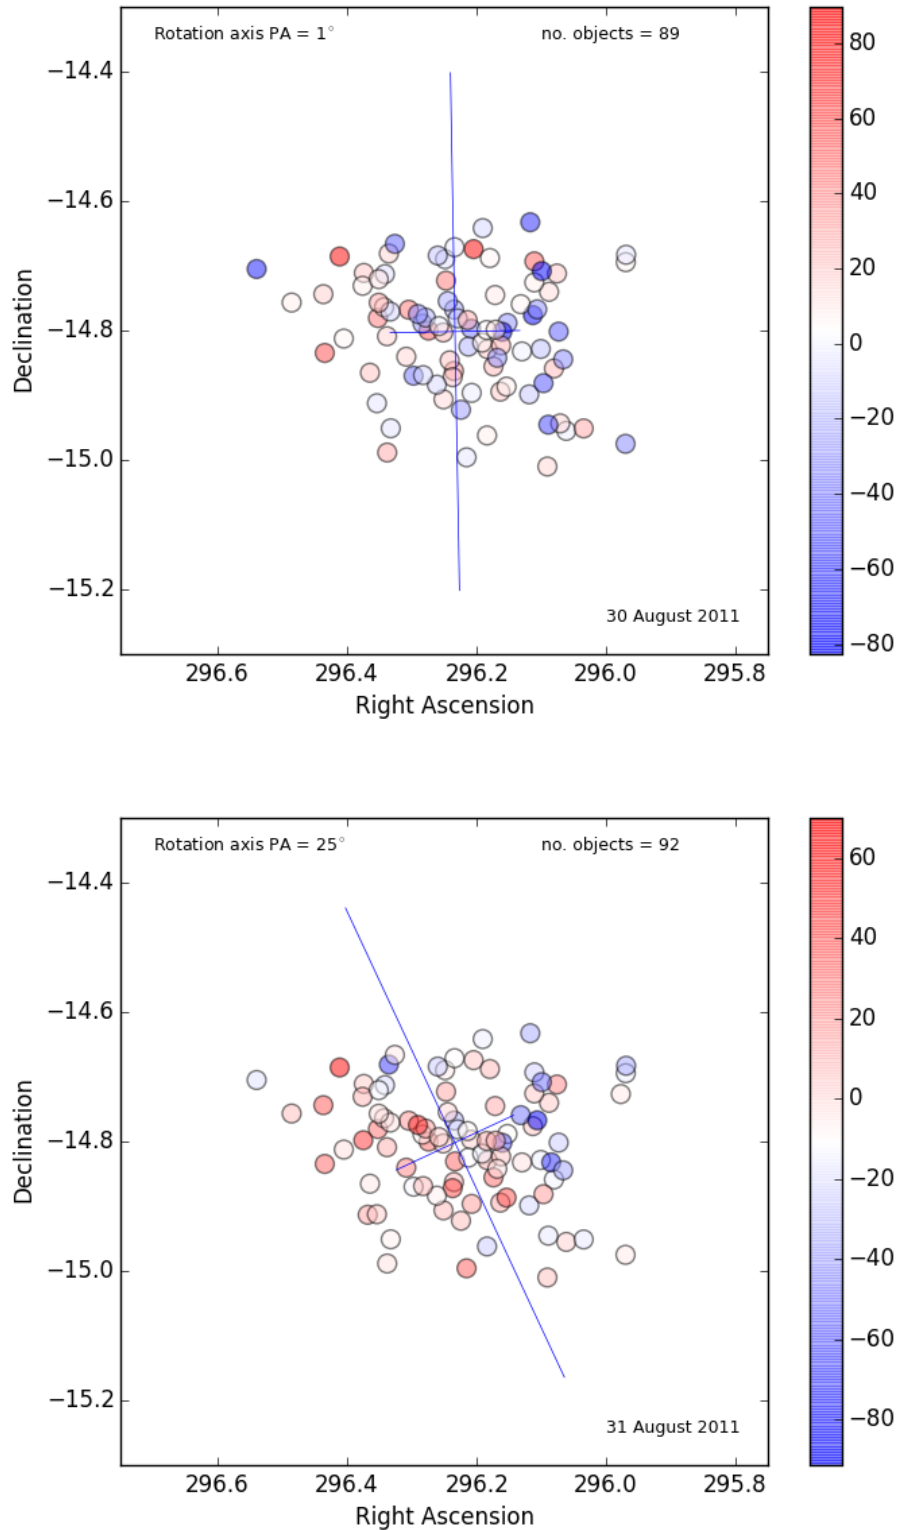 Rotation axis PA = 1°
no. objects = 89
−14.4
−14.6
−14.8
−15.0
−15.2
Declination
296.6 296.4 296.2 296.0 295.8
Right Ascension
30 August 2011
80
60
40
20
0
−20
−40
−60
−80
Rotation axis PA = 25°
no. objects = 92
−14.4
−14.6
−14.8
−15.0
−15.2
Declination
296.6 296.4 296.2 296.0 295.8
Right Ascension
31 August 2011
60
40
20
0
−20
−40
−60
−80